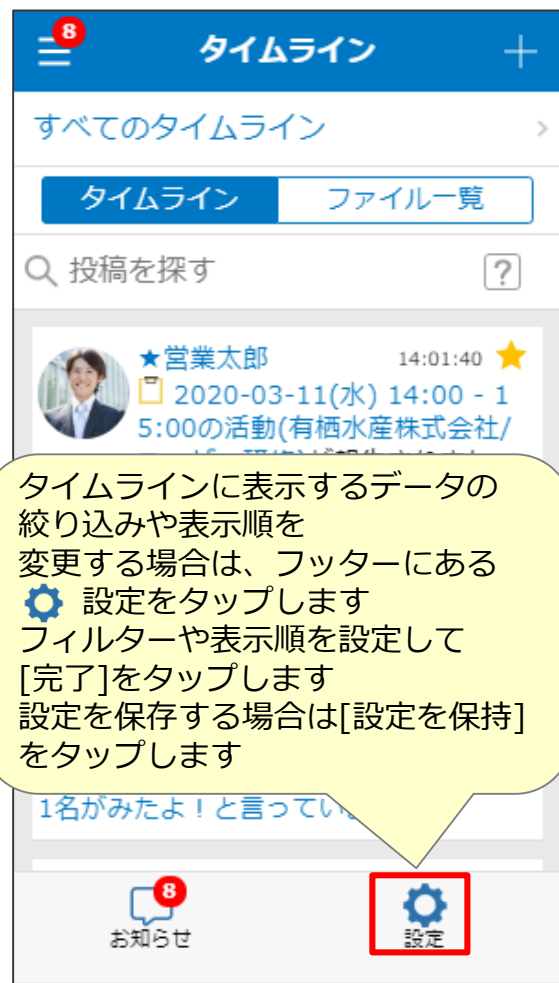 8
タイムライン
すべてのタイムライン
タイムライン ファイル一覧
投稿を探す ?
★営業太郎 14:01:40
2020-03-11(水) 14:00 - 1
5:00の活動(有栖水産株式会社/
タイムラインに表示するデータの
絞り込みや表示順を
変更する場合は、フッターにある
設定をタップします
フィルターや表示順を設定して
[完了]をタップします
設定を保存する場合は[設定を保持]
をタップします
1名がみたよ！と言ってい
8
お知らせ 設定